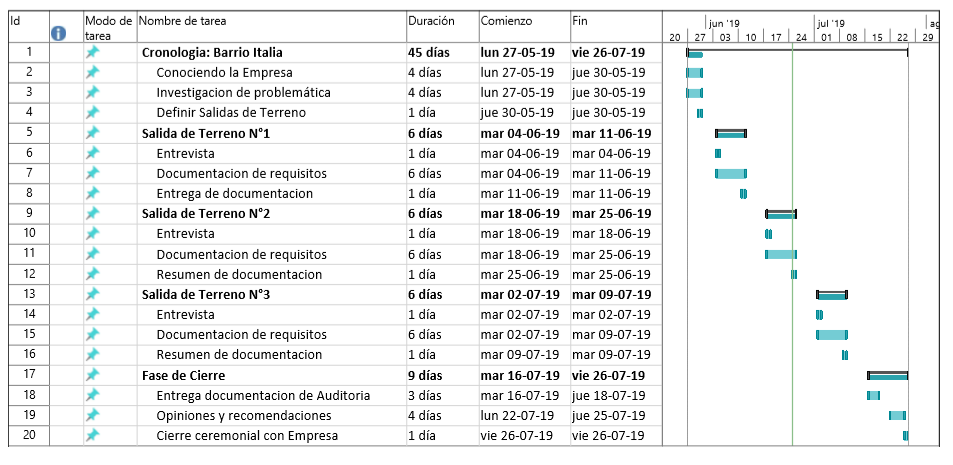 Id Modo de tarea Nombre de tarea Duración Comienzo Fin jun '19 jul '19 ag
20 27 03 10 17 24 01 08 15 22 29
1 Cronologia: Barrio Italia 45 días lun 27-05-19 vie 26-07-19
2 Conociendo la Empresa 4 días lun 27-05-19 jue 30-05-19
3 Investigacion de problemática 4 días lun 27-05-19 jue 30-05-19
4 Definir Salidas de Terreno 1 día jue 30-05-19 jue 30-05-19
5 Salida de Terreno N°1 6 días mar 04-06-19 mar 11-06-19
6 Entrevista 1 día mar 04-06-19 mar 04-06-19
7 Documentacion de requisitos 6 días mar 04-06-19 mar 11-06-19
8 Entrega de documentacion 1 día mar 11-06-19 mar 11-06-19
9 Salida de Terreno N°2 6 días mar 18-06-19 mar 25-06-19
10 Entrevista 1 día mar 18-06-19 mar 18-06-19
11 Documentacion de requisitos 6 días mar 18-06-19 mar 25-06-19
12 Resumen de documentacion 1 día mar 25-06-19 mar 25-06-19
13 Salida de Terreno N°3 6 días mar 02-07-19 mar 09-07-19
14 Entrevista 1 día mar 02-07-19 mar 02-07-19
15 Documentacion de requisitos 6 días mar 02-07-19 mar 09-07-19
16 Resumen de documentacion 1 día mar 09-07-19 mar 09-07-19
17 Fase de Cierre 9 días mar 16-07-19 vie 26-07-19
18 Entrega documentacion de Auditoria 3 días mar 16-07-19 jue 18-07-19
19 Opiniones y recomendaciones 4 días lun 22-07-19 jue 25-07-19
20 Cierre ceremonial con Empresa 1 día vie 26-07-19 vie 26-07-19